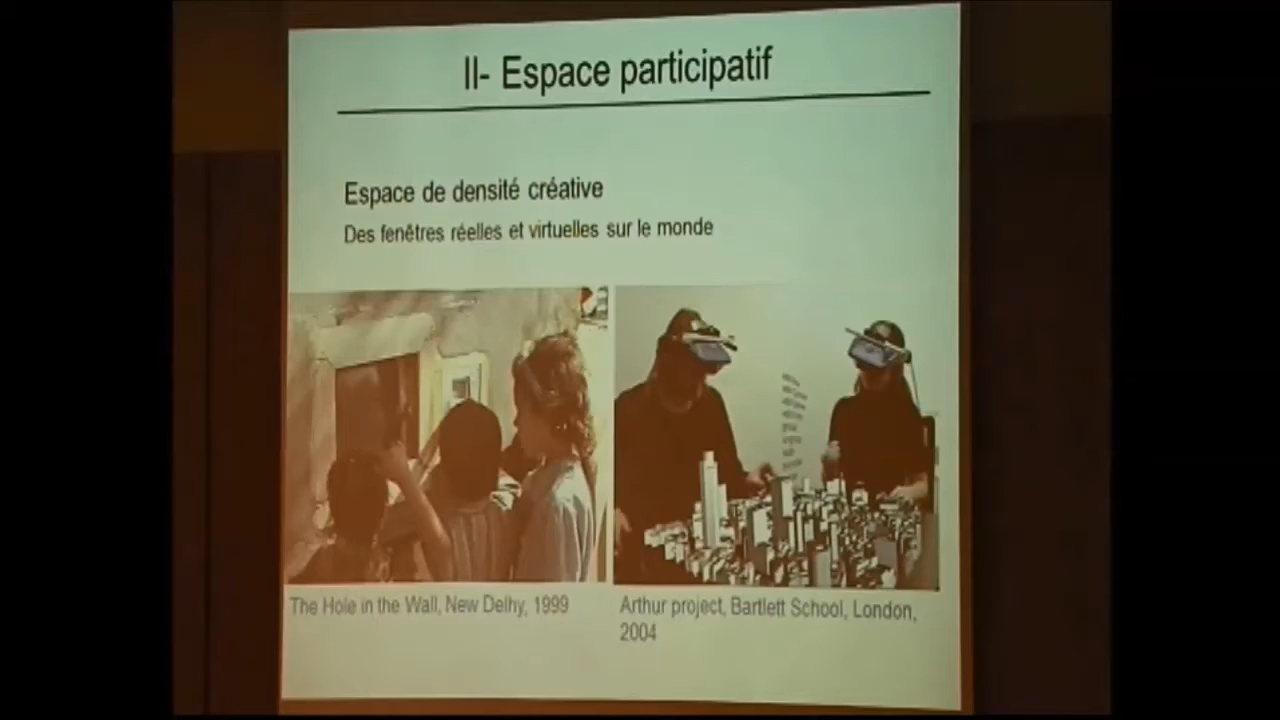 II- Espace participatif
Espace de densité créative
Des fenêtres réelles et virtuelles sur le monde
The Hole in the Wall, New Delhy, 1999
Arthur project, Bartlett School, London,
2004